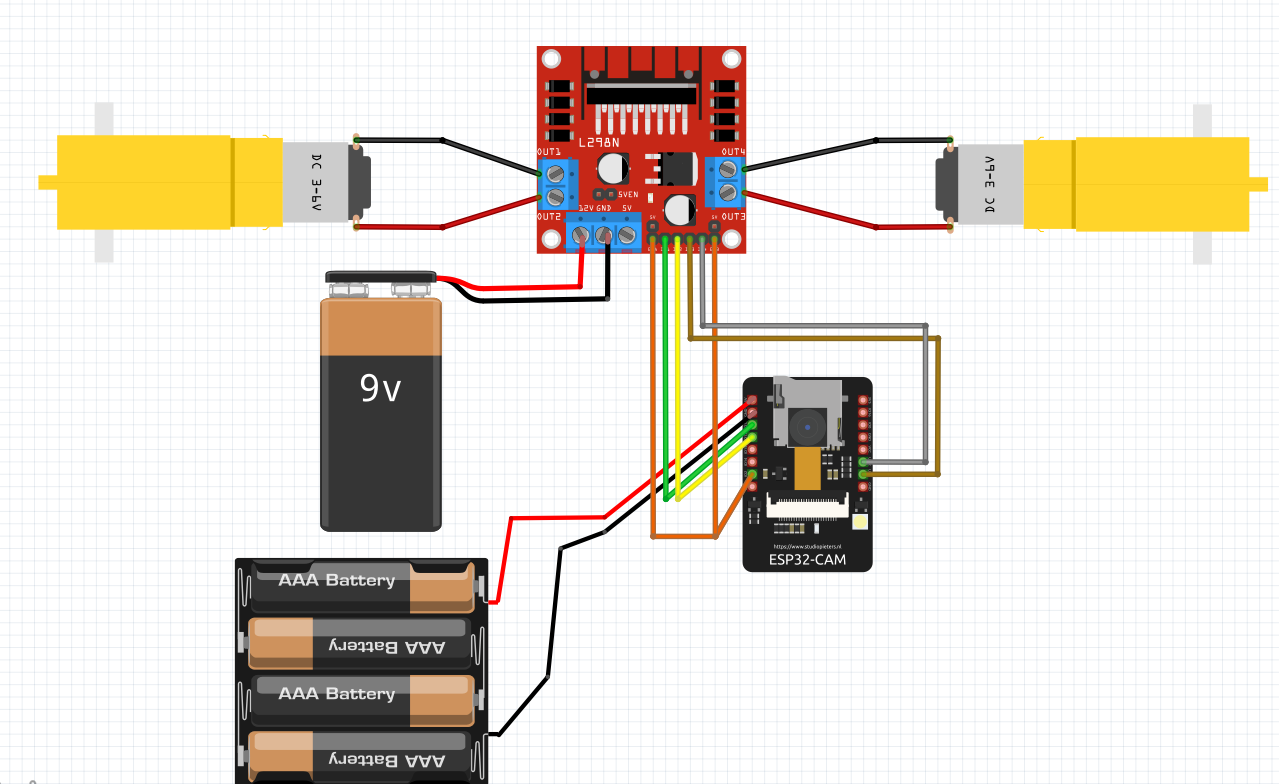 L298N
OUT1
OUT4
5VEN
12V GND 5V
OUT2
OUT3
5V
5V
DC 3-6V
DC 3-6V
9v
https://www.studiopieters.nl
ESP32-CAM
AAA Battery
AAA Battery
AAA Battery
AAA Battery